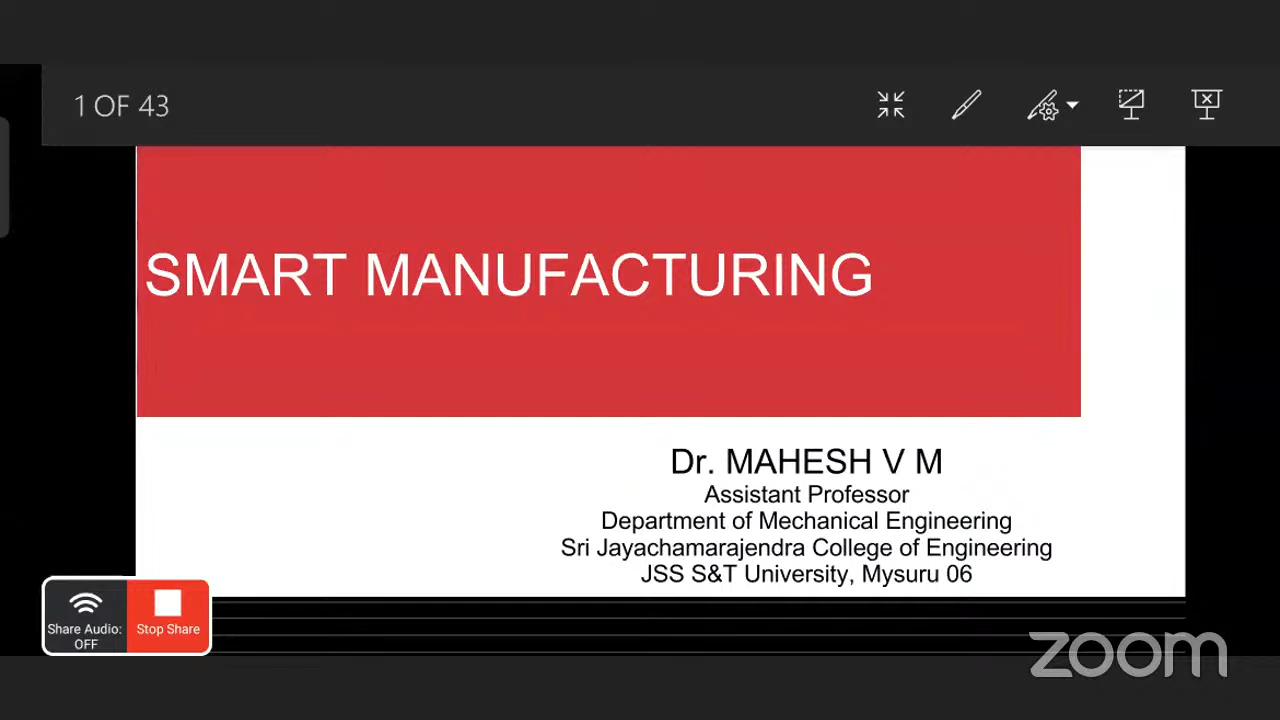 1 OF 43
SMART MANUFACTURING
Dr. MAHESH V M
Assistant Professor
Department of Mechanical Engineering
Sri Jayachamarajendra College of Engineering
JSS S&T University, Mysuru 06
Share Audio:
OFF
Stop Share
zoom